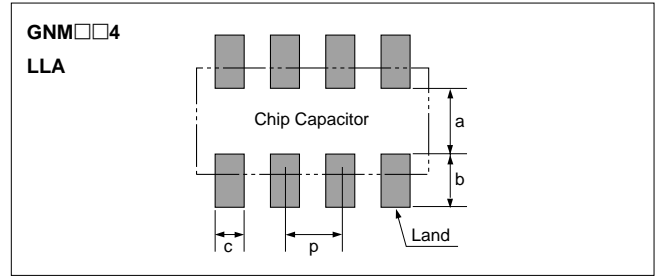 GNM□□4
LLA
Chip Capacitor
a
b
c
p
Land